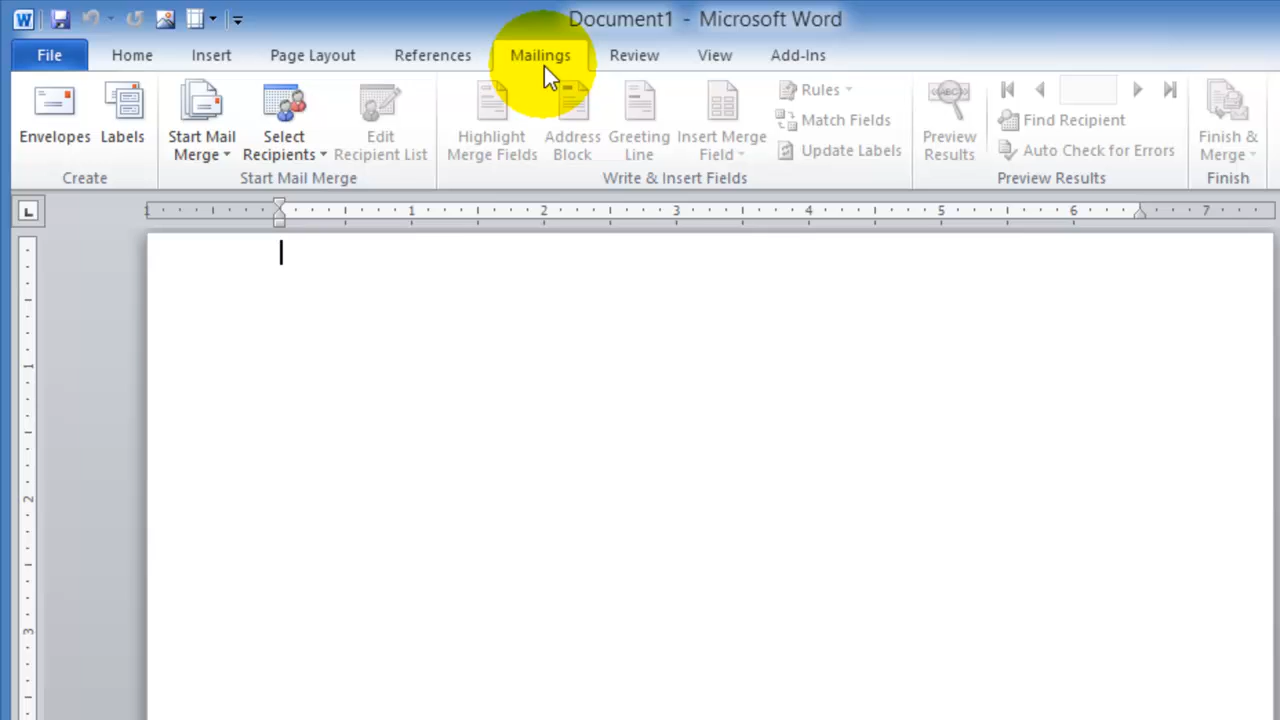 W
Document1 - Microsoft Word
File Home Insert Page Layout References Mailings Review View Add-Ins
Envelopes
Labels
Create
Start Mail
Merge
Select
Recipients
Edit
Recipient List
Start Mail Merge
Highlight
Merge Fields
Address
Block
Greeting
Line
Insert Merge
Field
Rules
Match Fields
Update Labels
Write & Insert Fields
ABC
Preview
Results
Find Recipient
Auto Check for Errors
Preview Results
Finish &
Merge
Finish
L
1 1 2 3 4 5 6 7
1
2
3